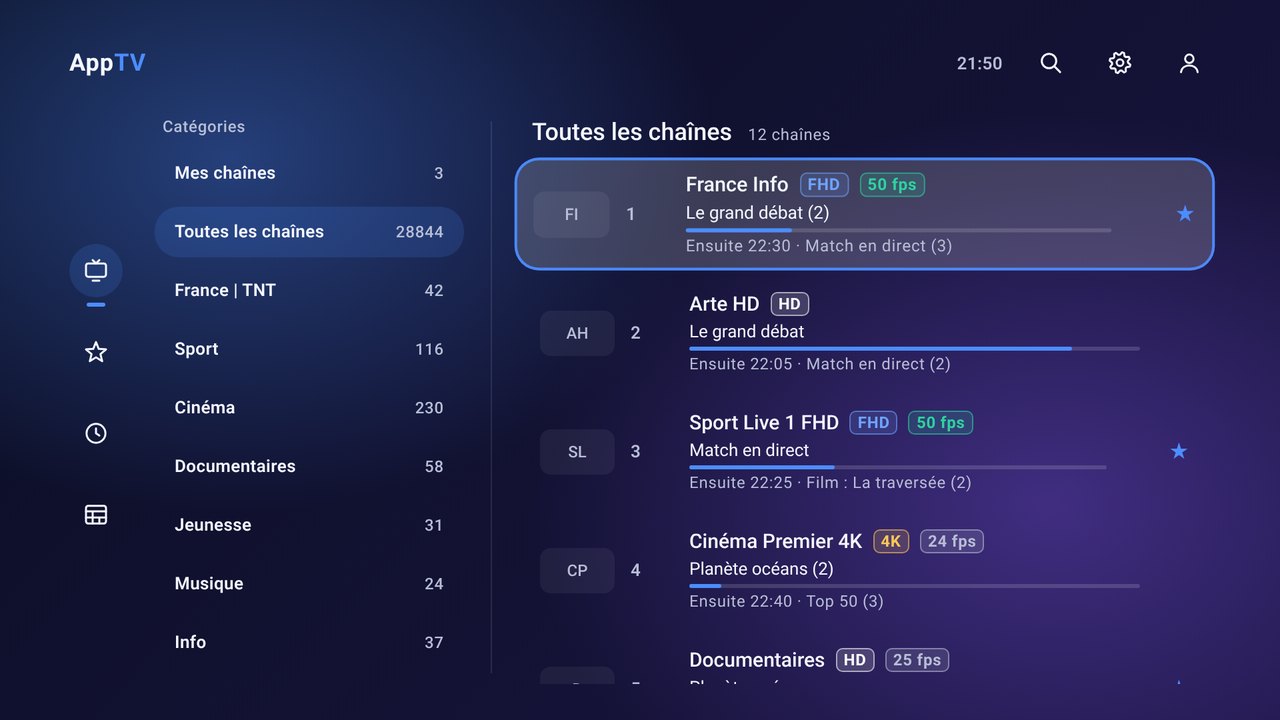 AppTV
21:50
Catégories
Mes chaînes 3
Toutes les chaînes 28844
France | TNT 42
Sport 116
Cinéma 230
Documentaires 58
Jeunesse 31
Musique 24
Info 37
Toutes les chaînes 12 chaînes
FI 1 France Info FHD 50 fps
Le grand débat (2)
Ensuite 22:30 · Match en direct (3)
AH 2 Arte HD HD
Le grand débat
Ensuite 22:05 · Match en direct (2)
SL 3 Sport Live 1 FHD FHD 50 fps
Match en direct
Ensuite 22:25 · Film : La traversée (2)
CP 4 Cinéma Premier 4K 4K 24 fps
Planète océans (2)
Ensuite 22:40 · Top 50 (3)
Documentaires HD 25 fps